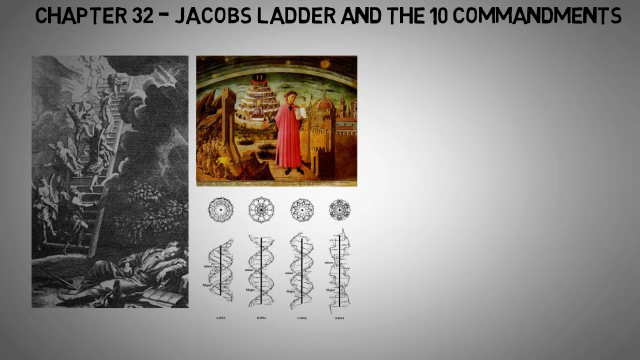 CHAPTER 32 - JACOBS LADDER AND THE 10 COMMANDMENTS